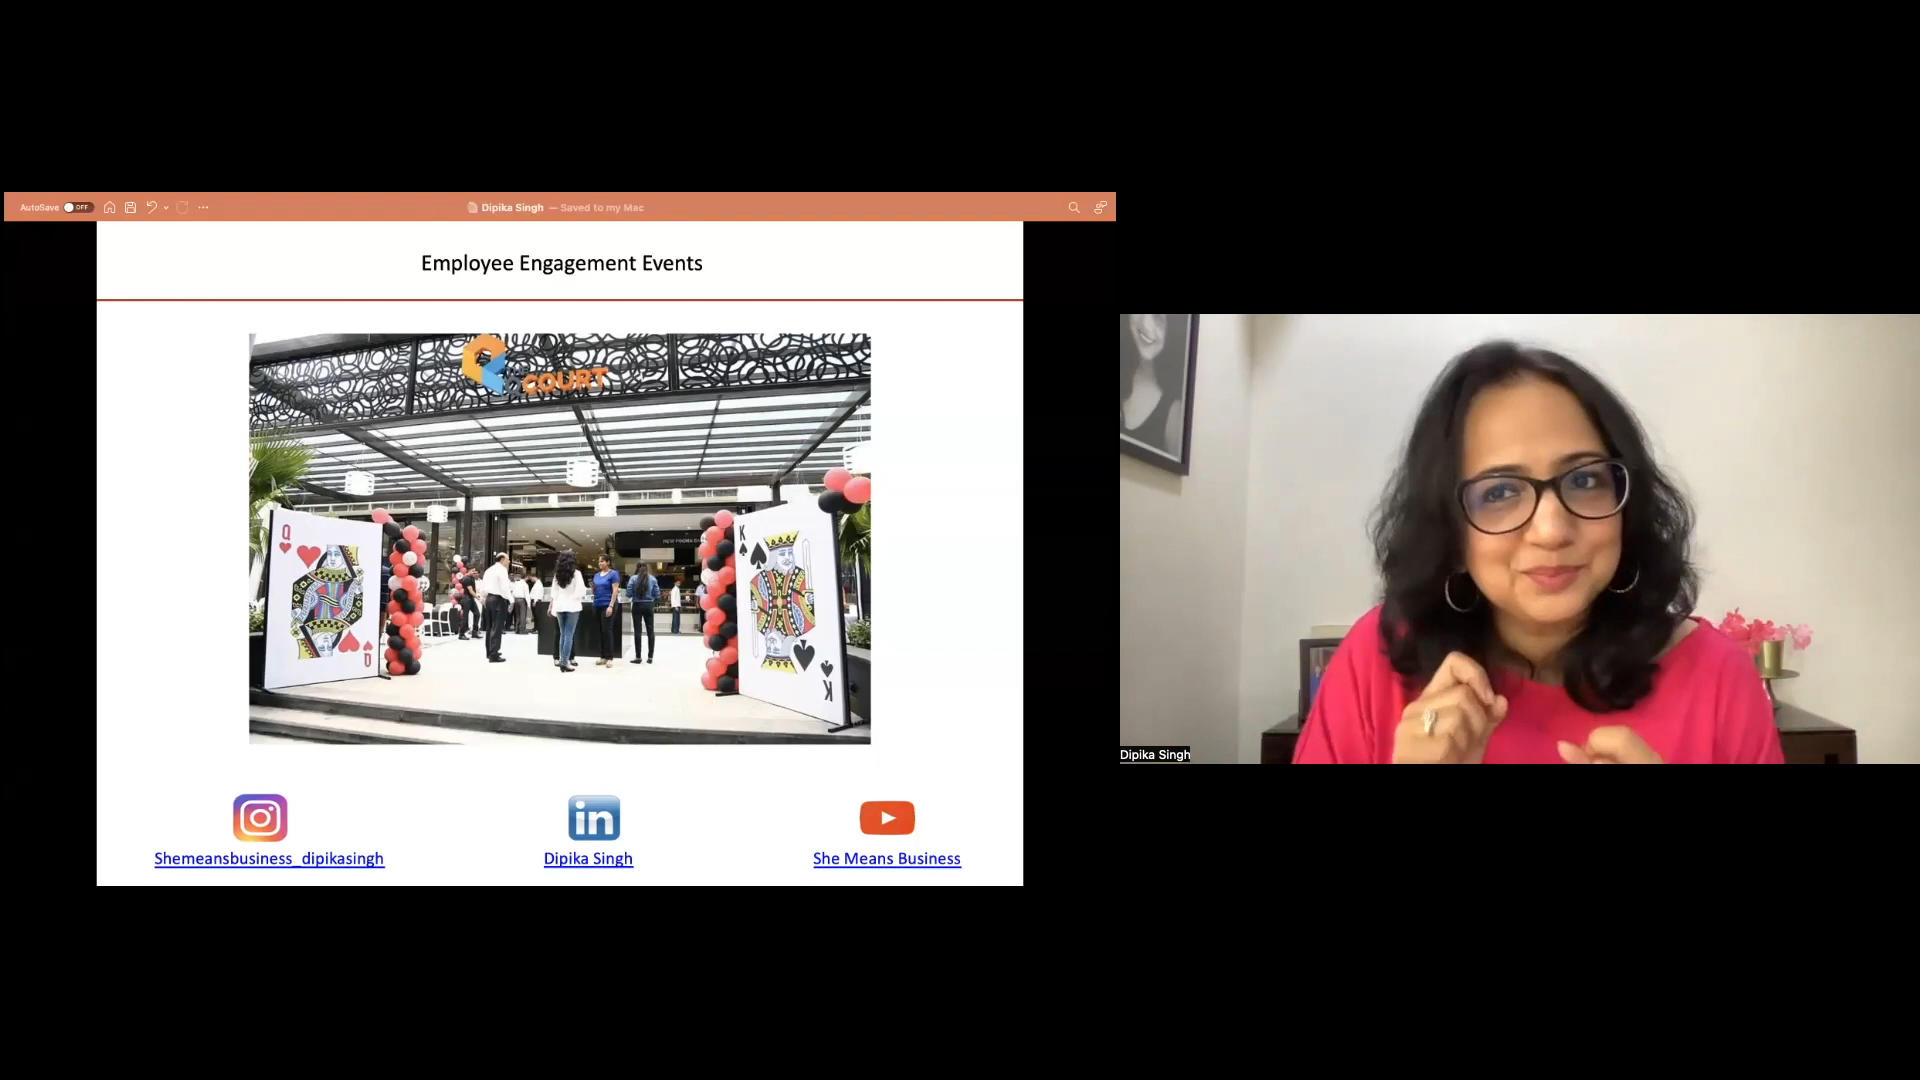 AutoSave OFF
Dipika Singh — Saved to my Mac
Employee Engagement Events
COURT
Q
Q
K
K
Shemeansbusiness_dipikasingh
in
Dipika Singh
She Means Business
Dipika Singh